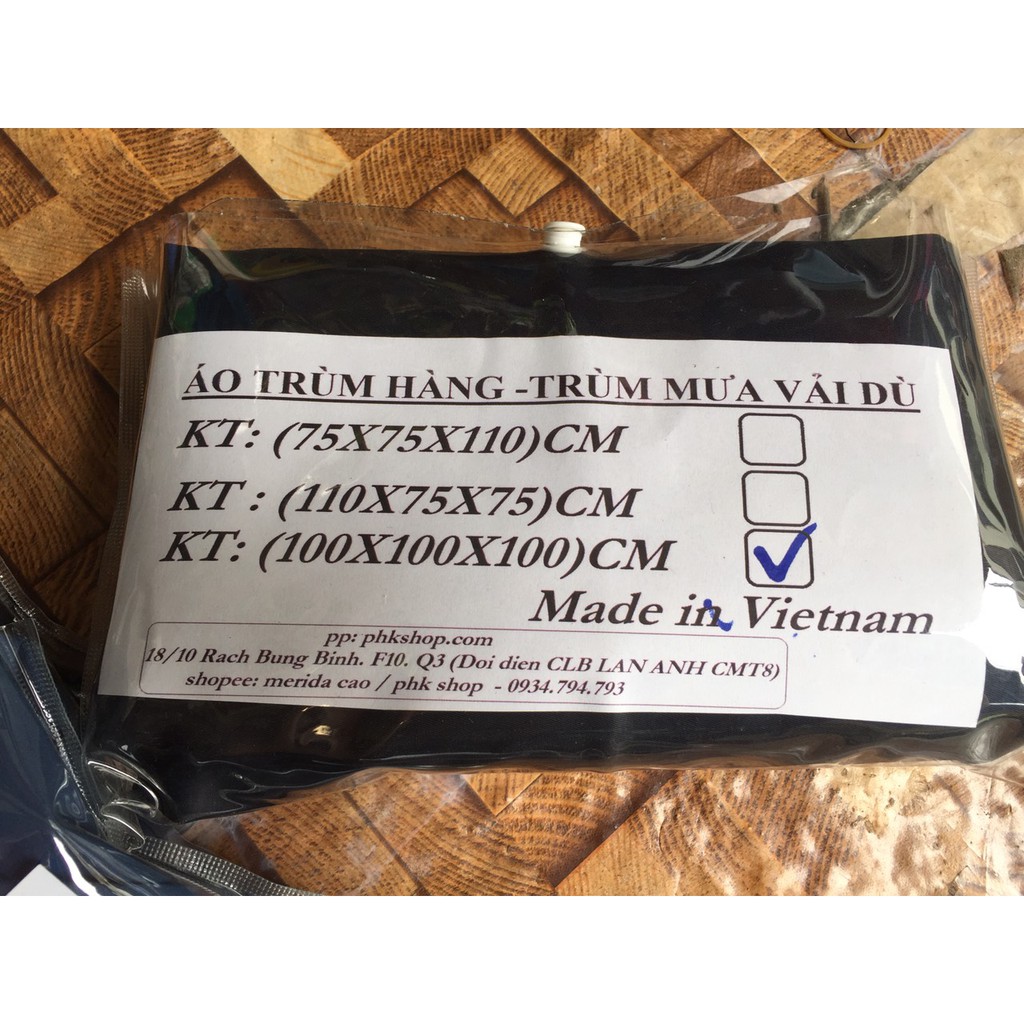 ÁO TRÙM HÀNG -TRÙM MƯA VẢI DÙ
KT: (75X75X110)CM
KT : (110X75X75)CM
KT: (100X100X100)CM
Made in Vietnam
pp: phkshop.com
18/10 Rach Bung Binh. F10. Q3 (Doi dien CLB LAN ANH CMT8)
shopee: merida cao / phk shop - 0934.794.793